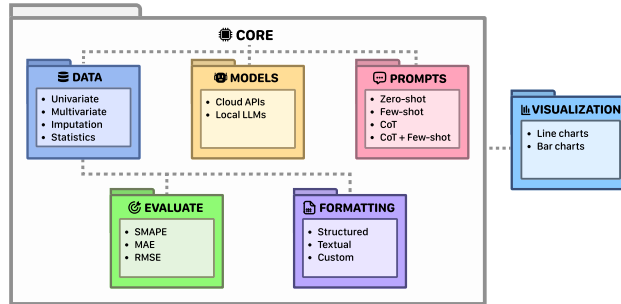 CORE
DATA
Univariate
Multivariate
Imputation
Statistics
MODELS
Cloud APIs
Local LLMs
PROMPTS
Zero-shot
Few-shot
CoT
CoT + Few-shot
VISUALIZATION
Line charts
Bar charts
EVALUATE
SMAPE
MAE
RMSE
FORMATTING
Structured
Textual
Custom